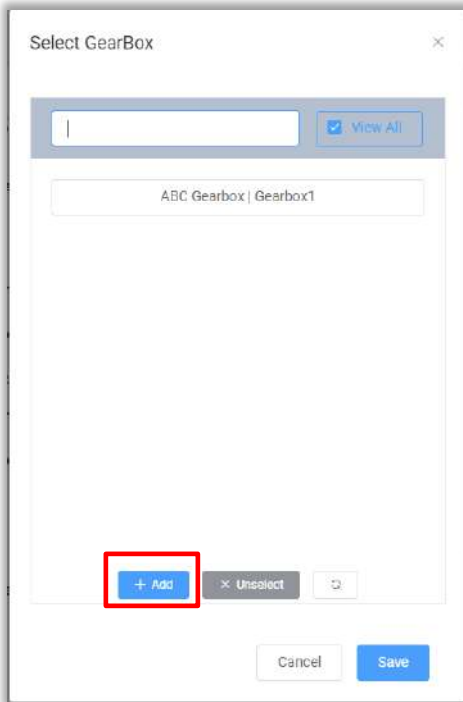 Select GearBox
View All
ABC Gearbox | Gearbox1
+ Add
× Unselect
Cancel
Save